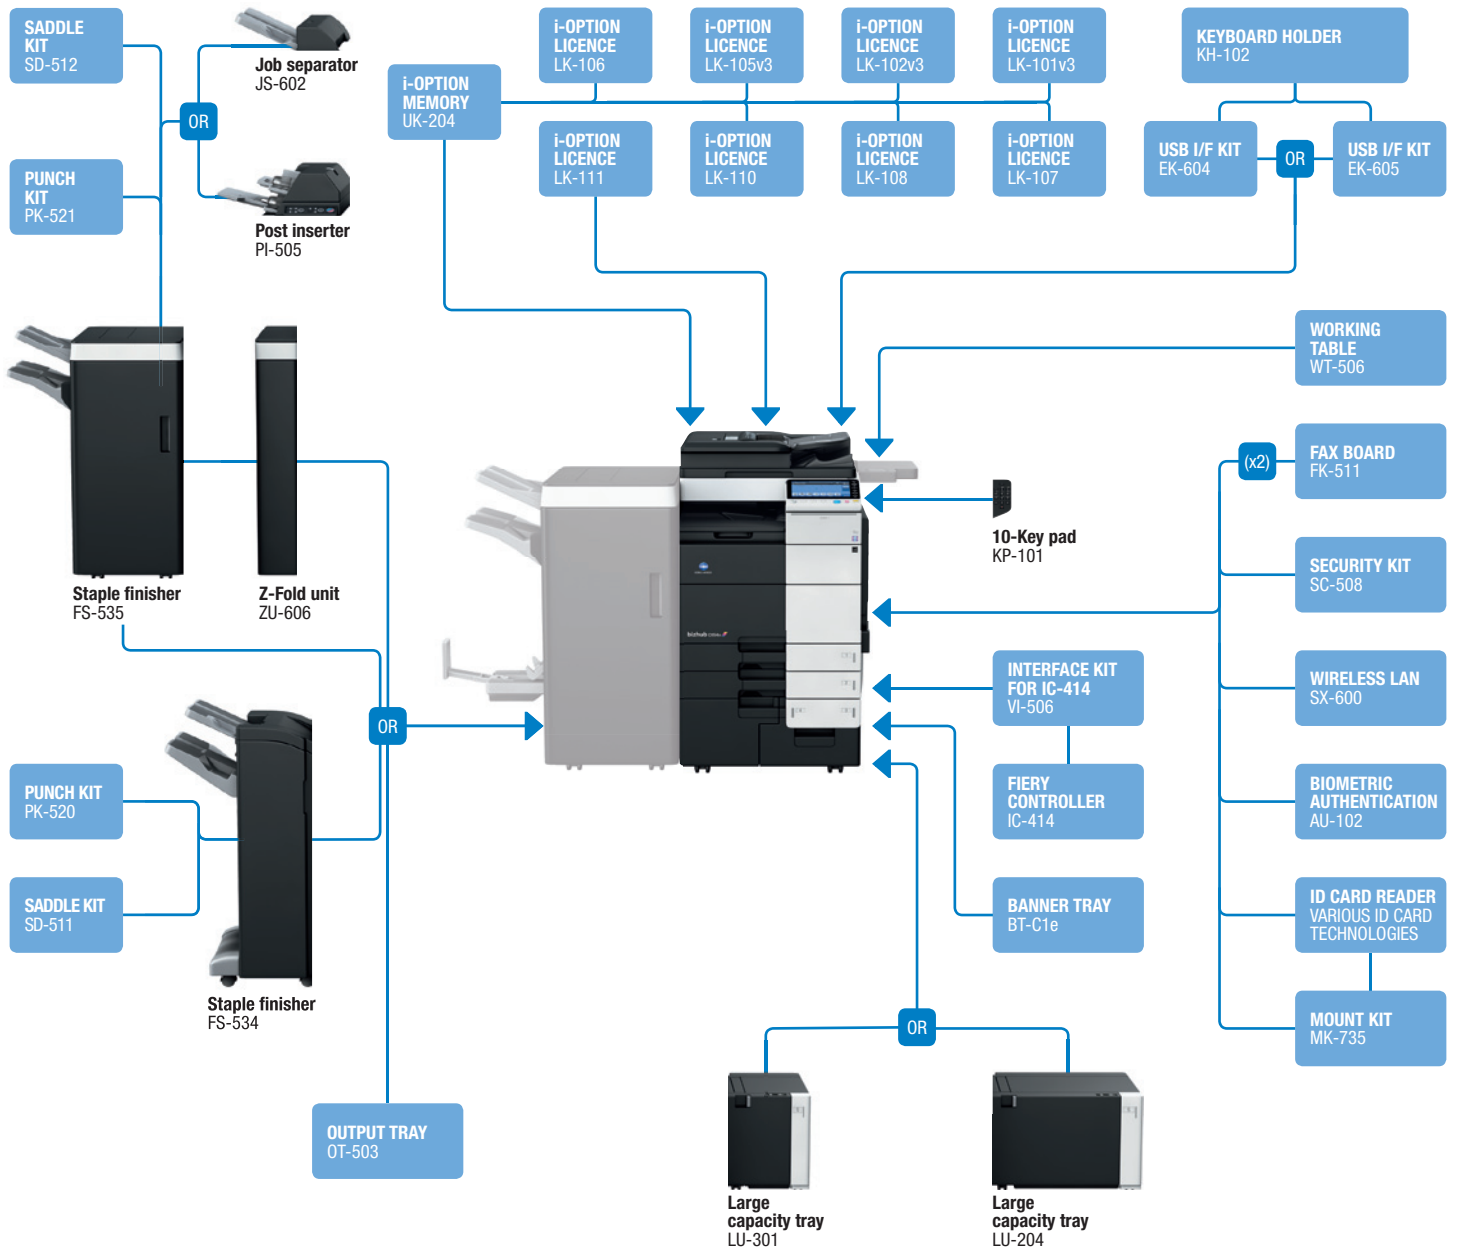 SADDLE
KIT
SD-512
Job separator
JS-602
OR
PUNCH
KIT
PK-521
Post inserter
PI-505
i-OPTION
MEMORY
UK-204
i-OPTION
LICENCE
LK-106
i-OPTION
LICENCE
LK-105v3
i-OPTION
LICENCE
LK-102v3
i-OPTION
LICENCE
LK-101v3
i-OPTION
LICENCE
LK-111
i-OPTION
LICENCE
LK-110
i-OPTION
LICENCE
LK-108
i-OPTION
LICENCE
LK-107
KEYBOARD HOLDER
KH-102
USB I/F KIT
EK-604
OR
USB I/F KIT
EK-605
WORKING
TABLE
WT-506
(x2)
FAX BOARD
FK-511
10-Key pad
KP-101
SECURITY KIT
SC-508
Staple finisher
FS-535
Z-Fold unit
ZU-606
bizhub
INTERFACE KIT
FOR IC-414
VI-506
WIRELESS LAN
SX-600
OR
PUNCH KIT
PK-520
FIERY
CONTROLLER
IC-414
BIOMETRIC
AUTHENTICATION
AU-102
SADDLE KIT
SD-511
BANNER TRAY
BT-C1e
ID CARD READER
VARIOUS ID CARD
TECHNOLOGIES
Staple finisher
FS-534
OR
MOUNT KIT
MK-735
OUTPUT TRAY
OT-503
Large
capacity tray
LU-301
Large
capacity tray
LU-204